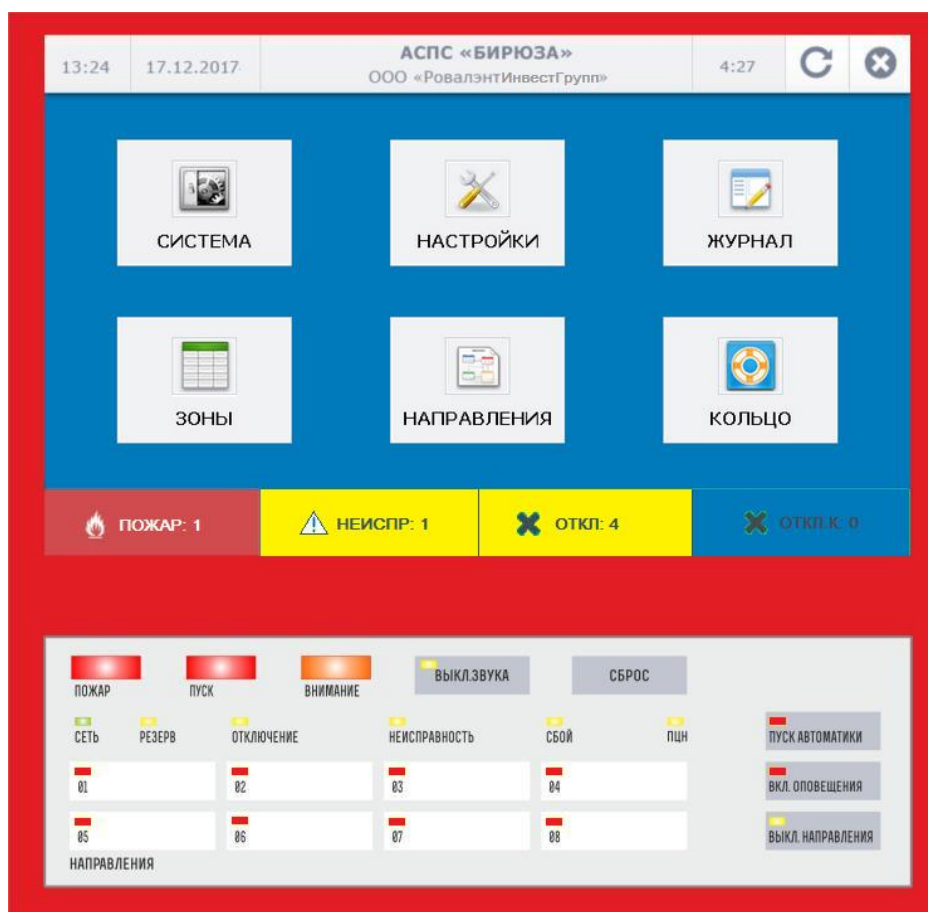 13:24
17.12.2017
АСПС «БИРЮЗА»
ООО «РовалэнтИнвестГрупп»
4:27
СИСТЕМА
НАСТРОЙКИ
ЖУРНАЛ
ЗОНЫ
НАПРАВЛЕНИЯ
КОЛЬЦО
ПОЖАР: 1
НЕИСПР: 1
ОТКЛ: 4
ОТКЛ.К: 0
ПОЖАР
ПУСК
ВНИМАНИЕ
ВЫКЛ.ЗВУКА
СБРОС
СЕТЬ
РЕЗЕРВ
ОТКЛЮЧЕНИЕ
НЕИСПРАВНОСТЬ
СБОЙ
ПЦН
ПУСК АВТОМАТИКИ
01
02
03
04
ВКЛ. ОПОВЕЩЕНИЯ
05
06
07
08
ВЫКЛ. НАПРАВЛЕНИЯ
НАПРАВЛЕНИЯ